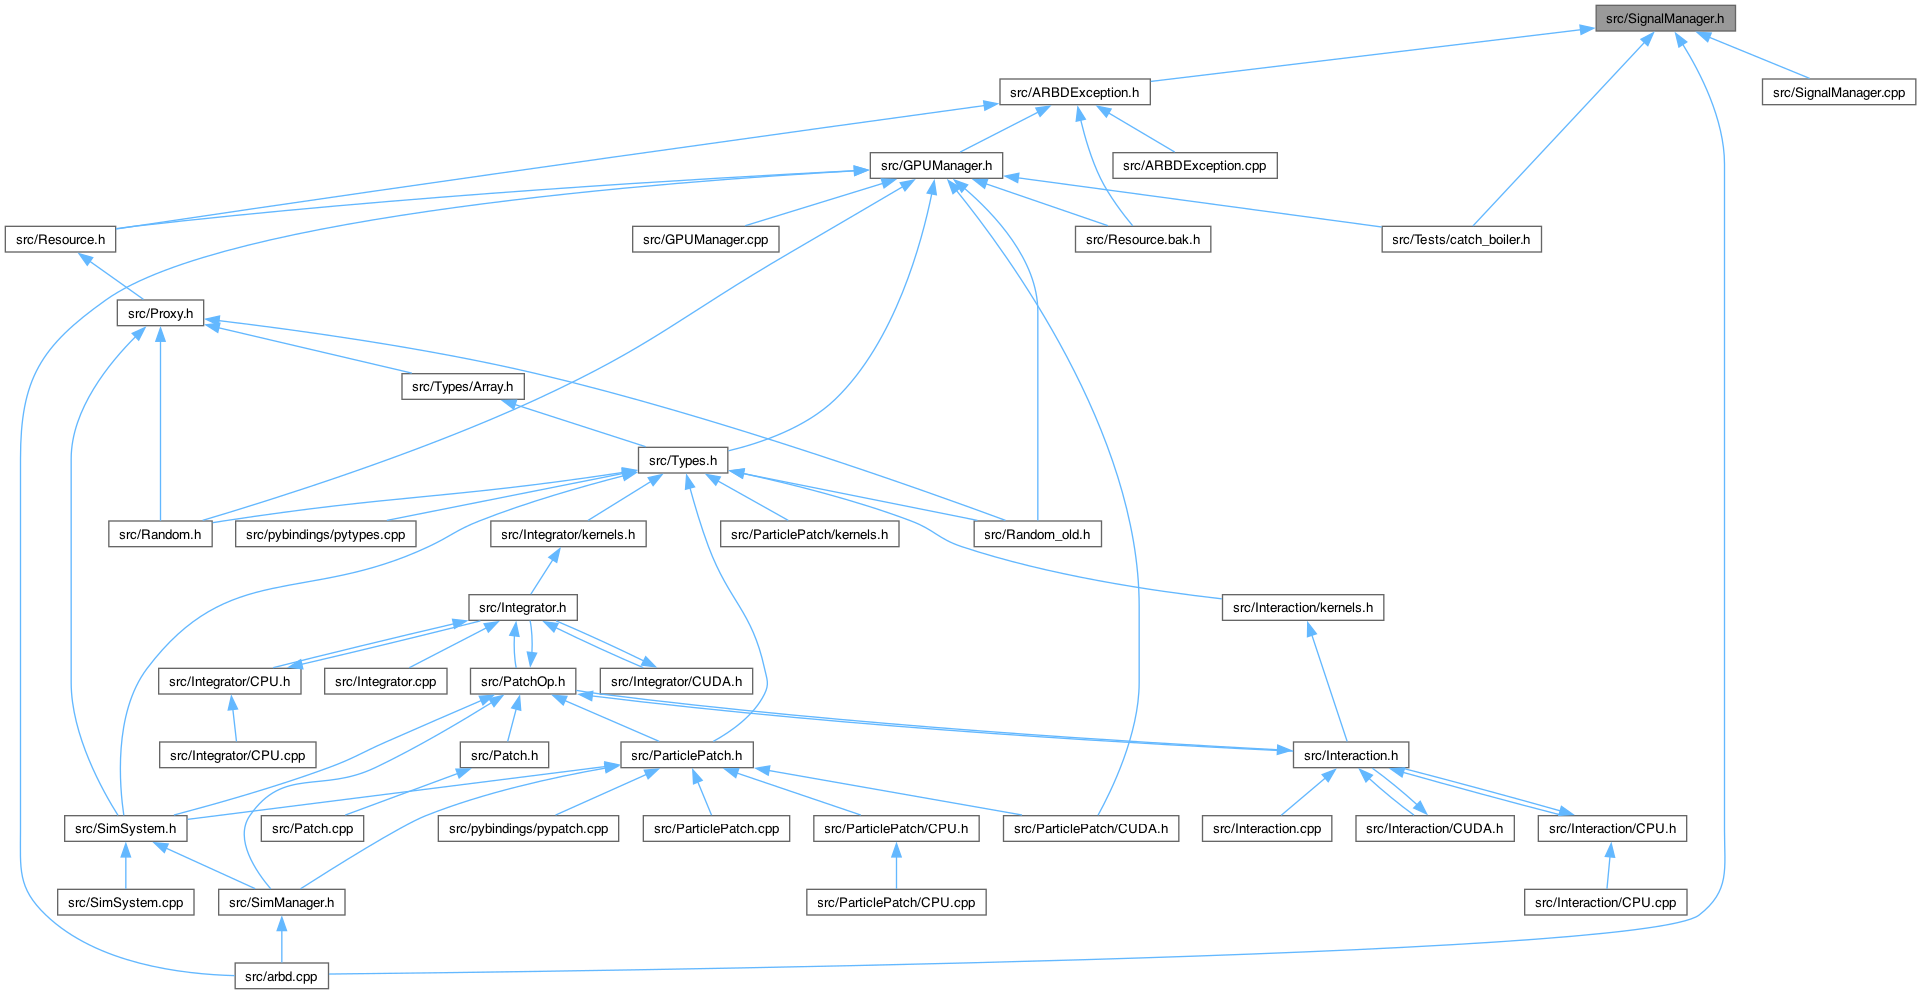 src/SignalManager.h
src/ARBDException.h
src/SignalManager.cpp
src/GPUManager.h
src/ARBDException.cpp
src/Resource.h
src/GPUManager.cpp
src/Resource.bak.h
src/Tests/catch_boiler.h
src/Proxy.h
src/Types/Array.h
src/Types.h
src/Random.h
src/pybindings/pytypes.cpp
src/Integrator/kernels.h
src/ParticlePatch/kernels.h
src/Random_old.h
src/Integrator.h
src/Interaction/kernels.h
src/Integrator/CPU.h
src/Integrator.cpp
src/PatchOp.h
src/Integrator/CUDA.h
src/Integrator/CPU.cpp
src/Patch.h
src/ParticlePatch.h
src/Interaction.h
src/SimSystem.h
src/Patch.cpp
src/pybindings/pypatch.cpp
src/ParticlePatch.cpp
src/ParticlePatch/CPU.h
src/ParticlePatch/CUDA.h
src/Interaction.cpp
src/Interaction/CUDA.h
src/Interaction/CPU.h
src/SimSystem.cpp
src/SimManager.h
src/ParticlePatch/CPU.cpp
src/Interaction/CPU.cpp
src/arbd.cpp